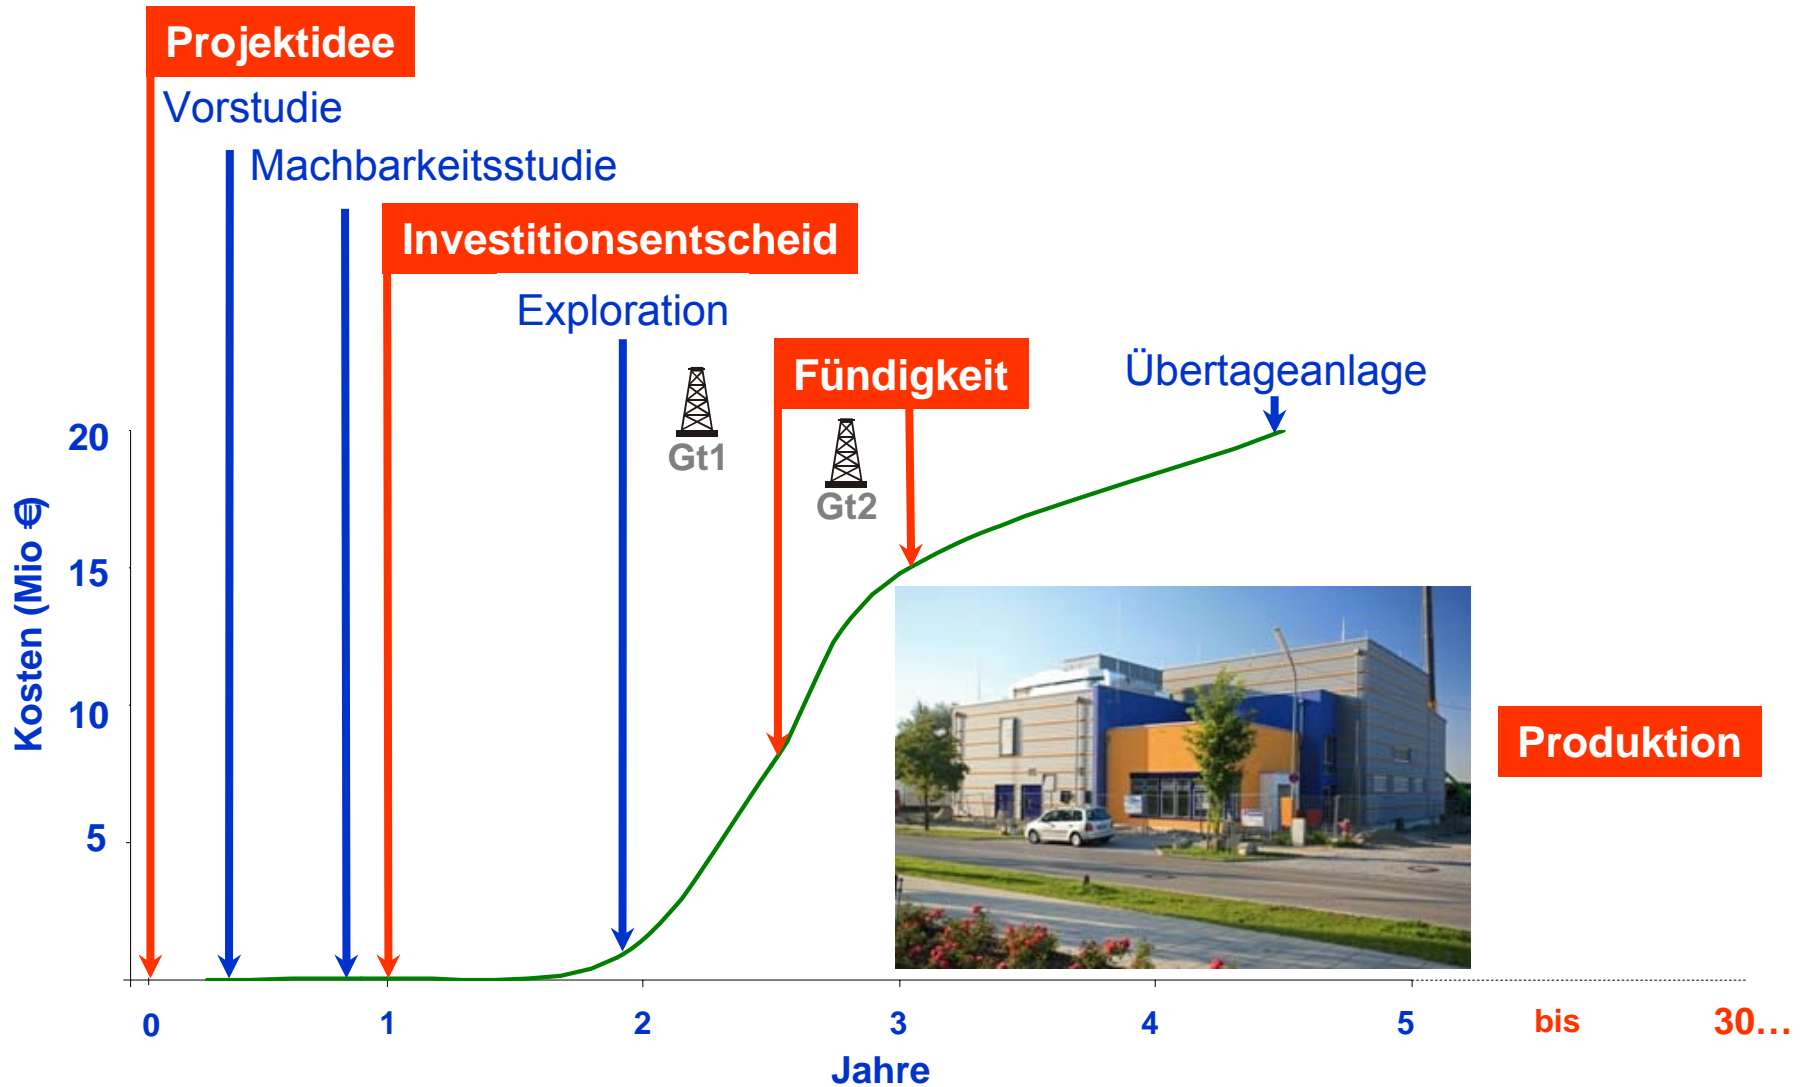 Projektidee
Vorstudie
Machbarkeitsstudie
Investitionsentscheid
Exploration
Fündigkeit
Übertageanlage
Gt1
Gt2
20
15
10
5
Kosten (Mio €)
Produktion
0 1 2 3 4 5 bis 30...
Jahre